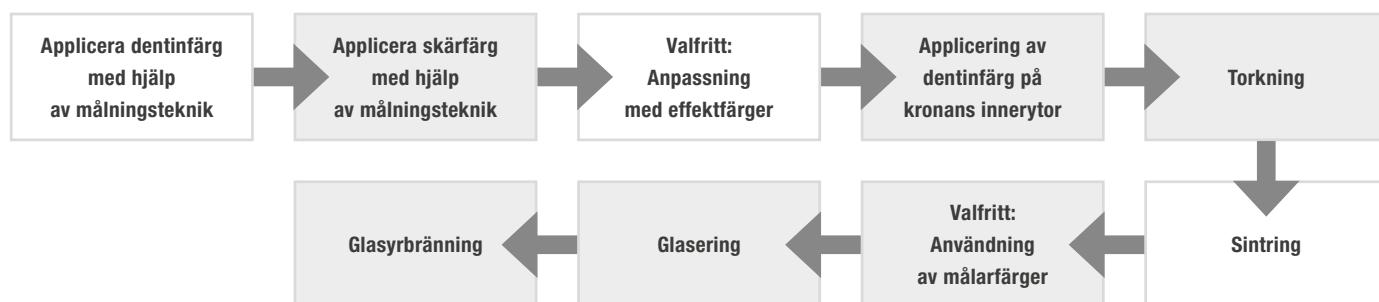 Applicera dentinfärg
med hjälp
av målningsteknik
Applicera skärfärg
med hjälp
av målningsteknik
Valfritt:
Anpassning
med effektfärger
Applicering av
dentinfärg på
kronans innerytor
Torkning
Sintring
Valfritt:
Användning
av målarfärger
Glasering
Glasyrbränning